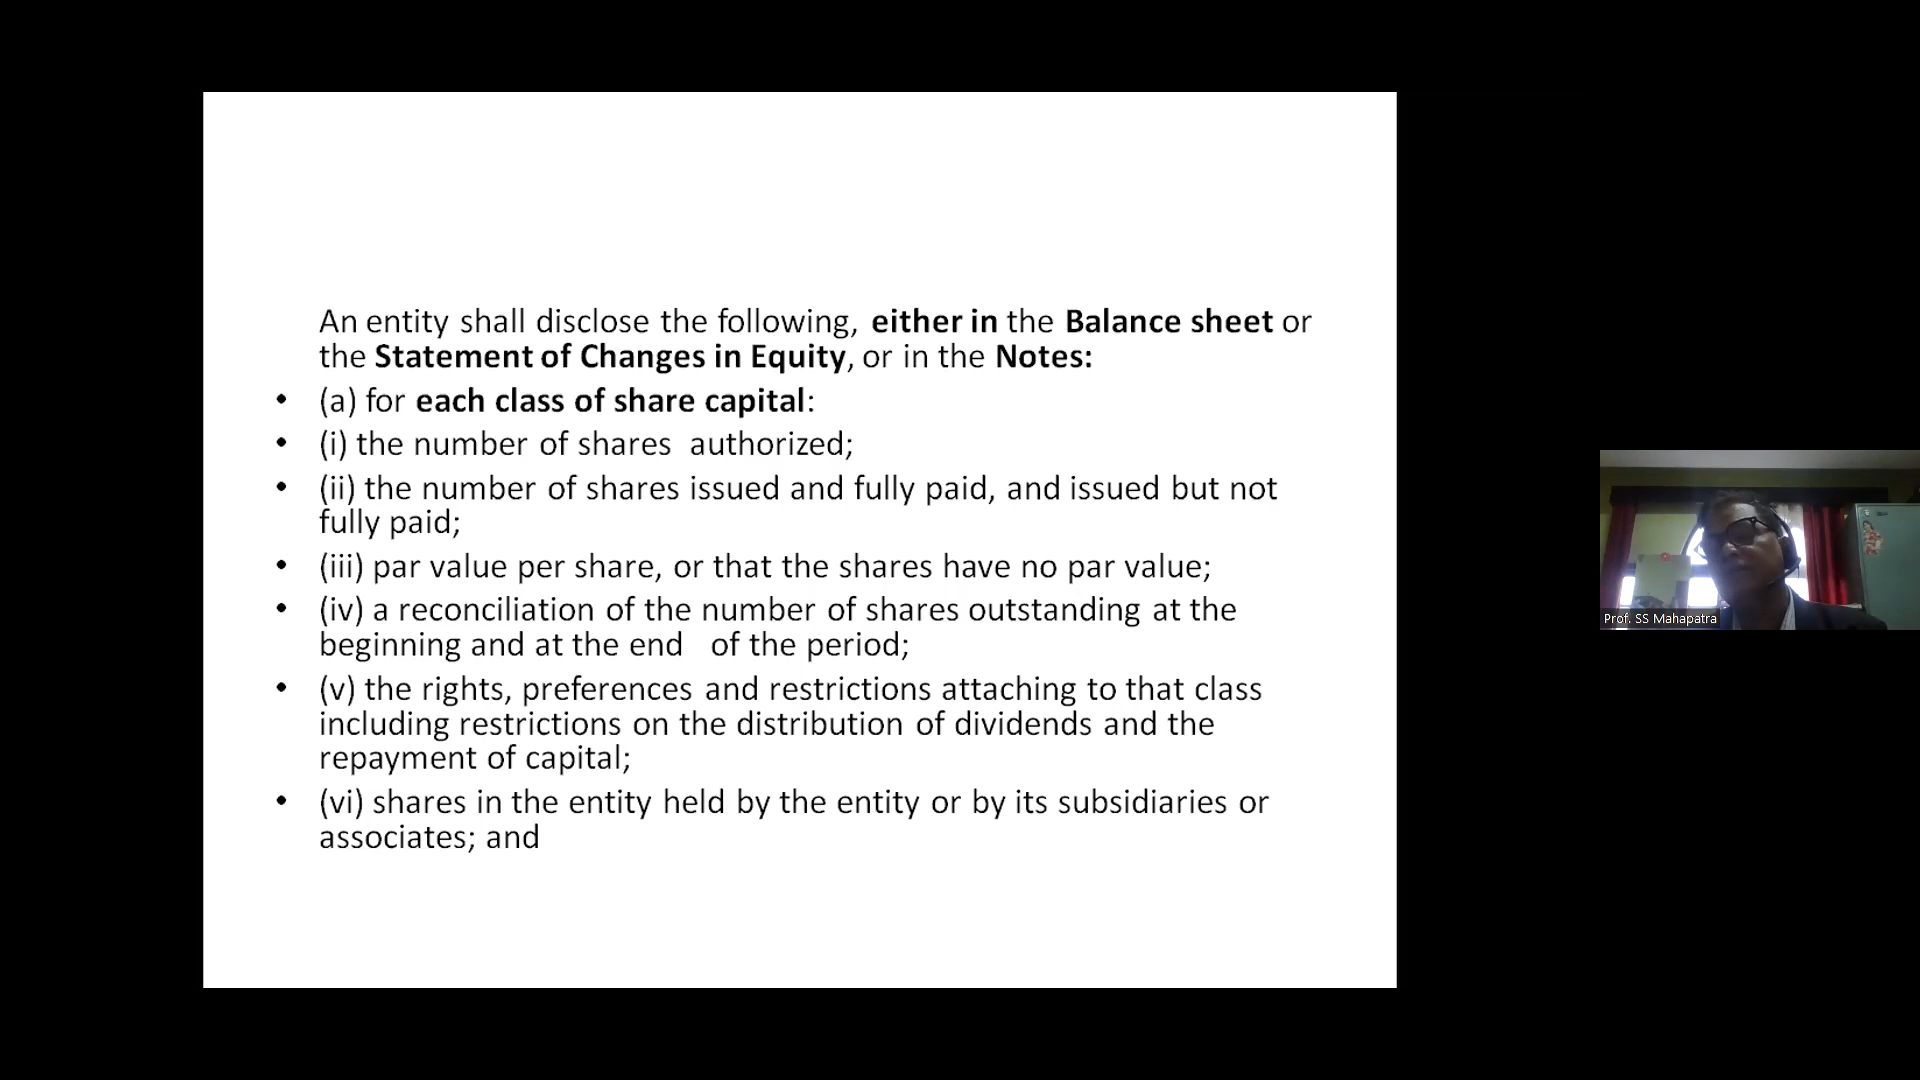 An entity shall disclose the following, either in the Balance sheet or
the Statement of Changes in Equity, or in the Notes:
• (a) for each class of share capital:
• (i) the number of shares authorized;
• (ii) the number of shares issued and fully paid, and issued but not
fully paid;
• (iii) par value per share, or that the shares have no par value;
• (iv) a reconciliation of the number of shares outstanding at the
beginning and at the end of the period;
• (v) the rights, preferences and restrictions attaching to that class
including restrictions on the distribution of dividends and the
repayment of capital;
• (vi) shares in the entity held by the entity or by its subsidiaries or
associates; and
Prof. SS Mahapatra